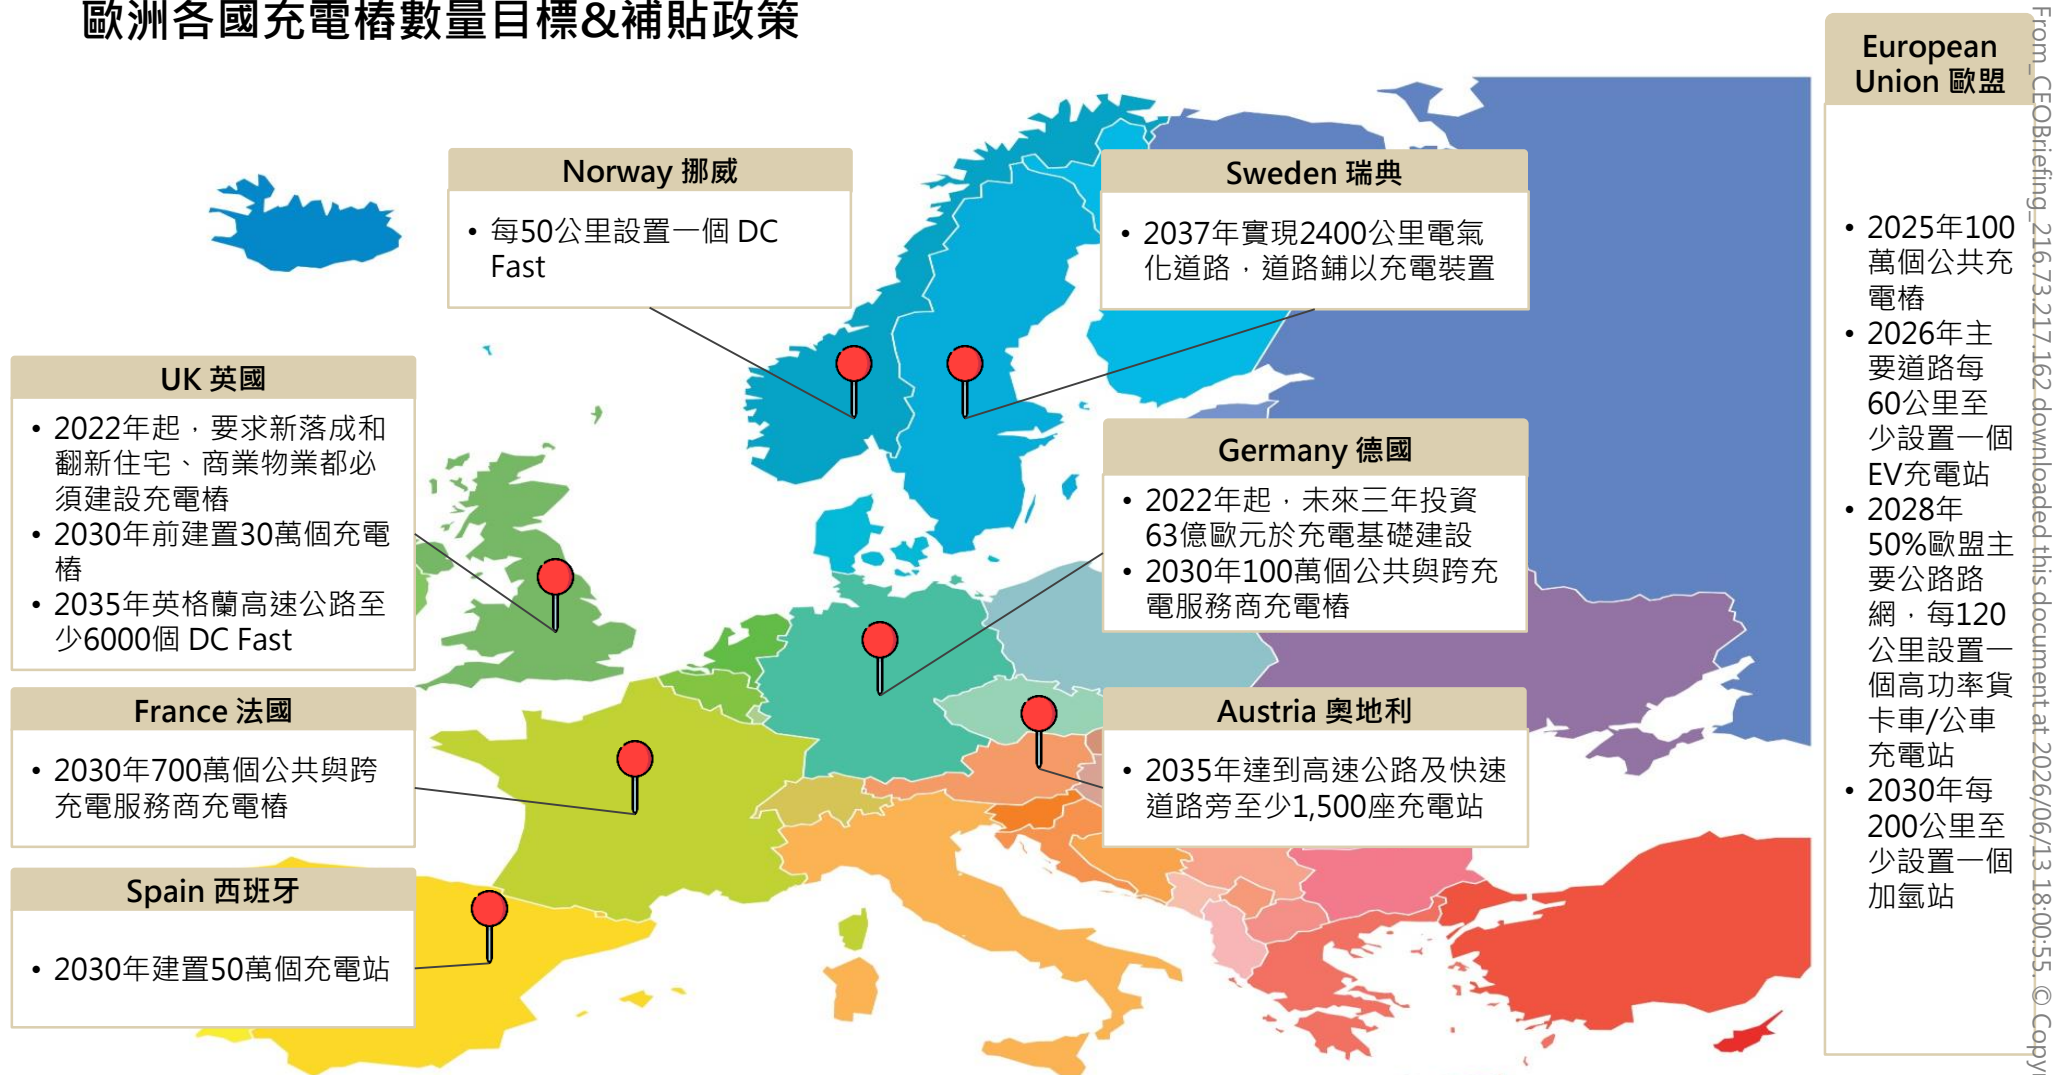 歐洲各國充電樁數量目標&補貼政策
Norway 挪威
• 每50公里設置一個 DC
Fast
Sweden 瑞典
• 2037年實現2400公里電氣
化道路，道路鋪以充電裝置
UK 英國
• 2022年起，要求新落成和
翻新住宅、商業物業都必
須建設充電樁
• 2030年前建置30萬個充電
樁
• 2035年英格蘭高速公路至
少6000個 DC Fast
Germany 德國
• 2022年起，未來三年投資
63億歐元於充電基礎建設
• 2030年100萬個公共與跨充
電服務商充電樁
France 法國
• 2030年700萬個公共與跨
充電服務商充電樁
Austria 奧地利
• 2035年達到高速公路及快速
道路旁至少1,500座充電站
Spain 西班牙
• 2030年建置50萬個充電站
European
Union 歐盟
• 2025年100
萬個公共充
電樁
• 2026年主
要道路每
60公里至
少設置一個
EV充電站
• 2028年
50%歐盟主
要公路路
網，每120
公里設置一
個高功率貨
卡車/公車
充電站
• 2030年每
200公里至
少設置一個
加氫站
From_CEOBriefing_216.73.217.162 downloaded this document at 2026/06/13 18:00:55. © Copy